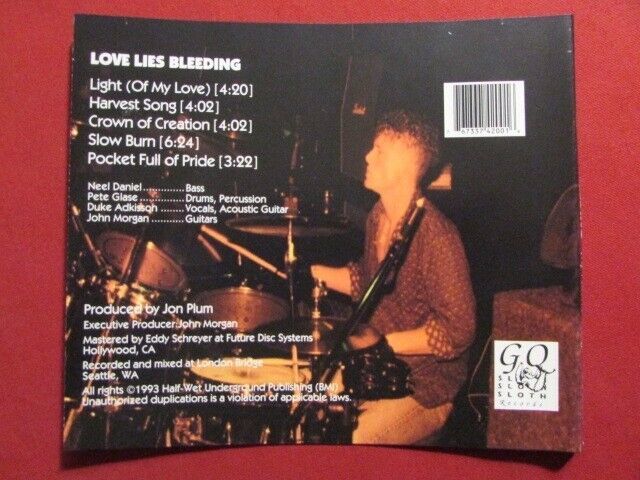 LOVE LIES BLEEDING
Light (Of My Love) [4:20]
Harvest Song [4:02]
Crown of Creation [4:02]
Slow Burn [6:24]
Pocket Full of Pride [3:22]
Neel Daniel ............. Bass
Pete Glase .............. Drums, Percussion
Duke Adkisson ....... Vocals, Acoustic Guitar
John Morgan .......... Guitars
Produced by Jon Plum
Executive Producer: John Morgan
Mastered by Eddy Schreyer at Future Disc Systems
Hollywood, CA
Recorded and mixed at London Bridge
Seattle, WA
All rights ©1993 Half-Wet Underground Publishing (BMI)
Unauthorized duplications is a violation of applicable laws.
67337 42001
G.Q.
SLOTH
Records